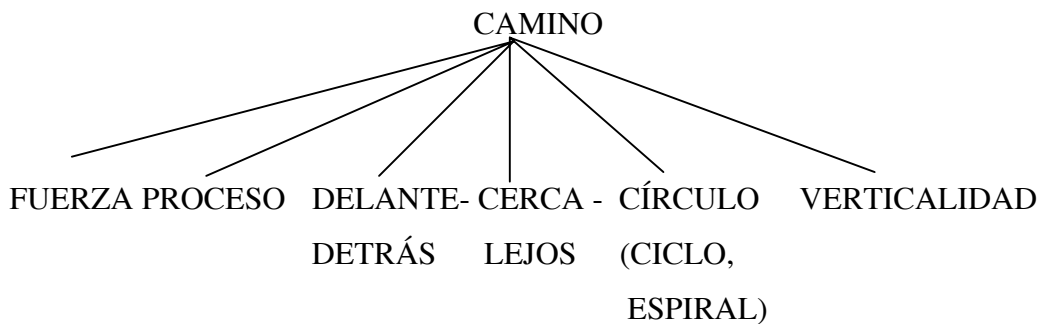 CAMINO
FUERZA PROCESO DELANTE- CERCA - CÍRCULO VERTICALIDAD
DETRÁS LEJOS (CICLO,
ESPIRAL)